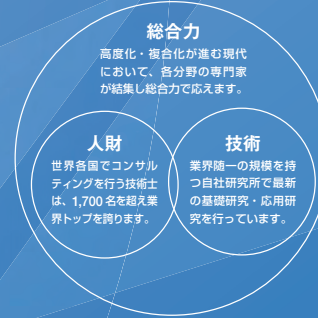 総合力
高度化・複合化が進む現代
において、各分野の専門家
が結集し総合力で応えます。
人財
世界各国でコンサル
ティングを行う技術士
は、1,700 名を超え業
界トップを誇ります。
技術
業界随一の規模を持
つ自社研究所で最新
の基礎研究・応用研
究を行っています。